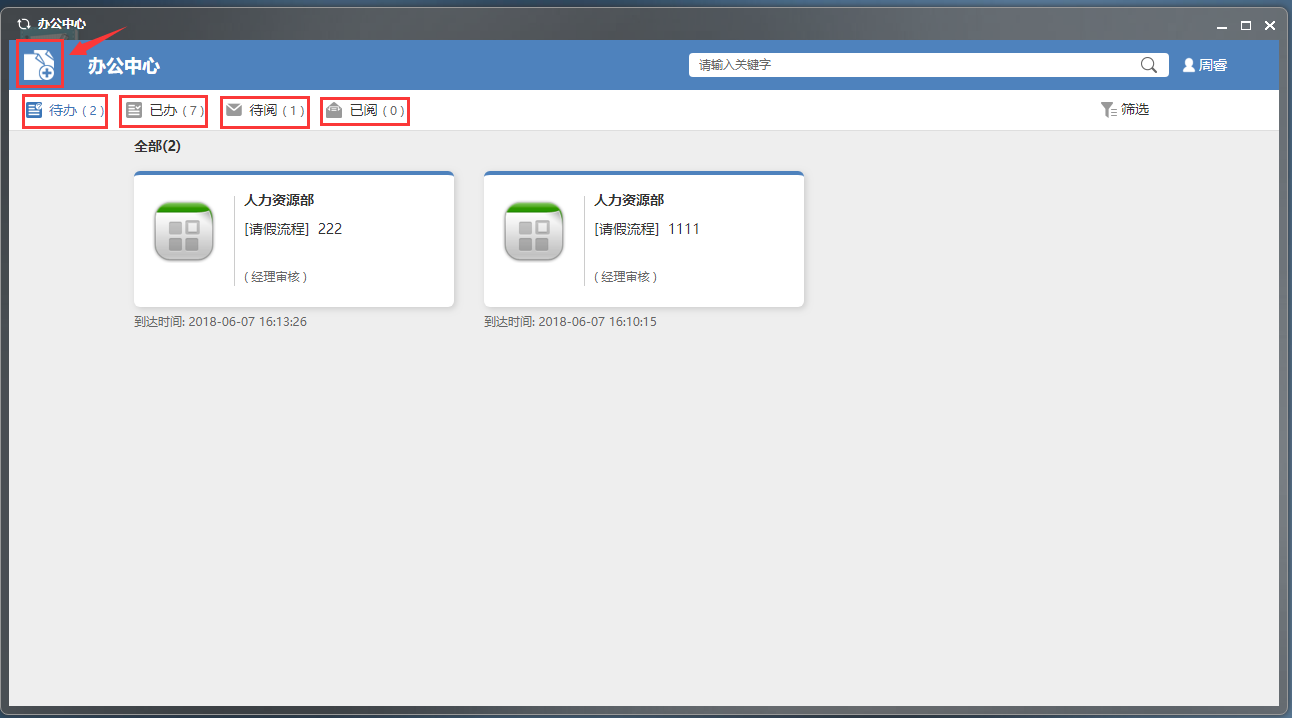 办公中心
办公中心
请输入关键字
周睿
待办 ( 2 )
已办 ( 7 )
待阅 ( 1 )
已阅 ( 0 )
筛选
全部(2)
人力资源部
[请假流程] 222
( 经理审核 )
到达时间: 2018-06-07 16:13:26
人力资源部
[请假流程] 1111
( 经理审核 )
到达时间: 2018-06-07 16:10:15